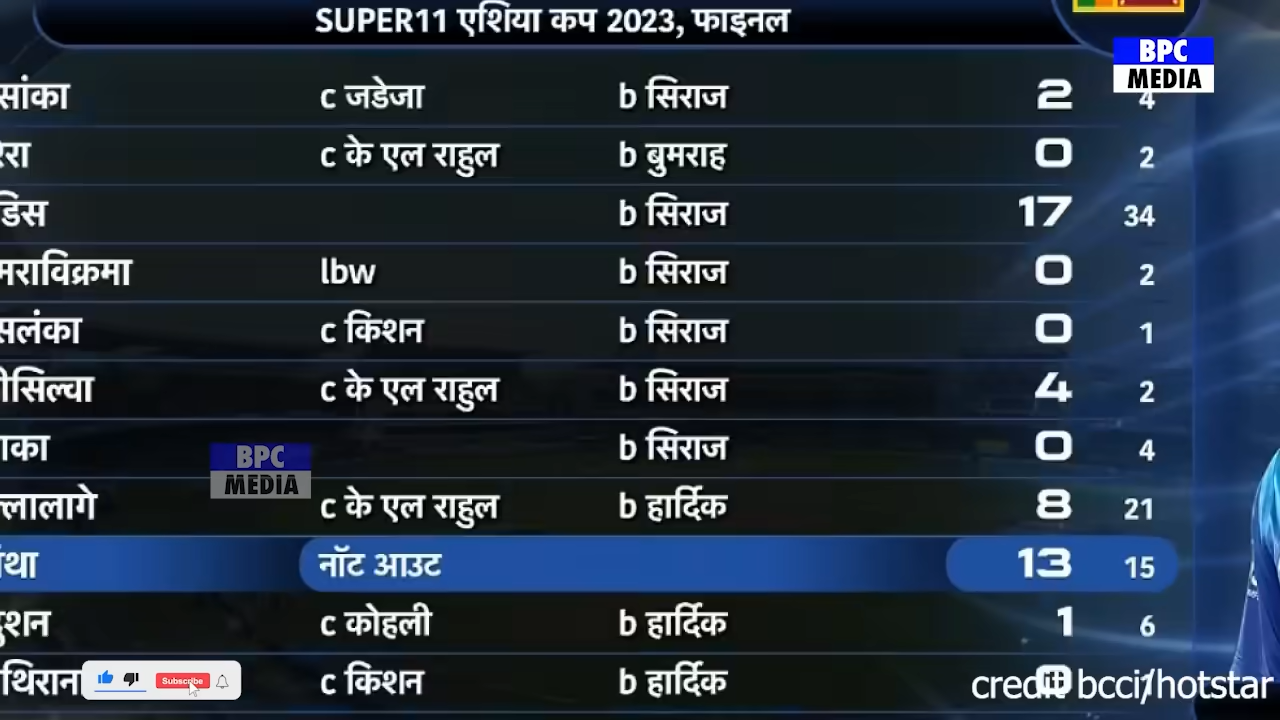 SUPER11 एशिया कप 2023, फाइनल
BPC
MEDIA
सांका c जडेजा b सिराज 2 4
रेरा c के एल राहुल b बुमराह 0 2
डिस b सिराज 17 34
मराविक्रमा lbw b सिराज 0 2
सलंका c किशन b सिराज 0 1
ीसिल्वा c के एल राहुल b सिराज 4 2
ाका b सिराज 0 4
BPC
MEDIA
ल्लालागे c के एल राहुल b हार्दिक 8 21
ंथा नॉट आउट 13 15
ुशन c कोहली b हार्दिक 1 6
थिराना c किशन b हार्दिक 0 1
Subscribe
credit bcci/hotstar